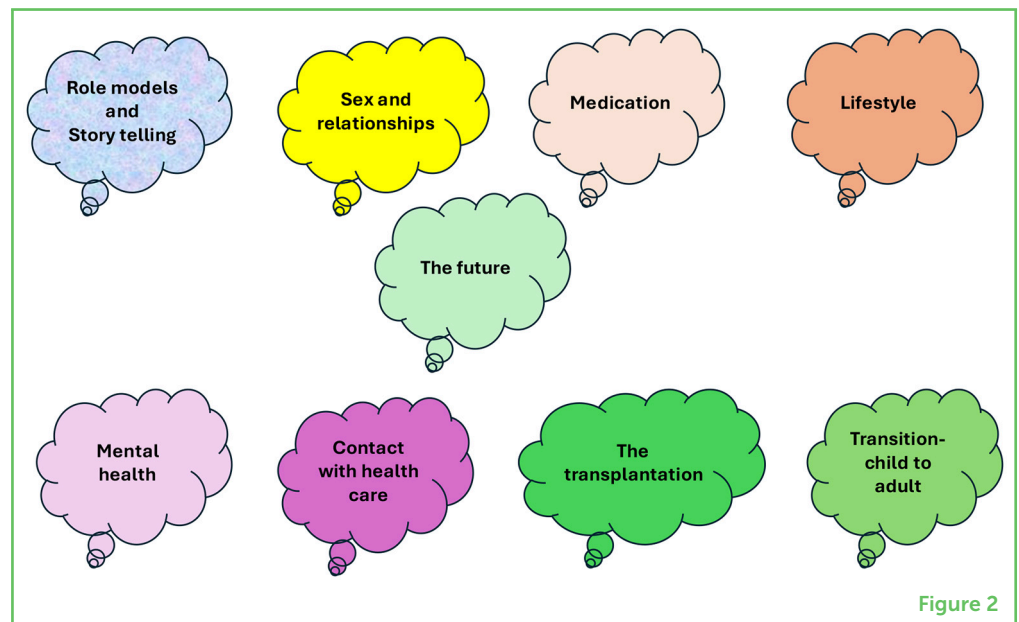 Role models
and
Story telling
Sex and
relationships
Medication
Lifestyle
The future
Mental
health
Contact
with health
care
The
transplantation
Transition-
child to
adult
Figure 2